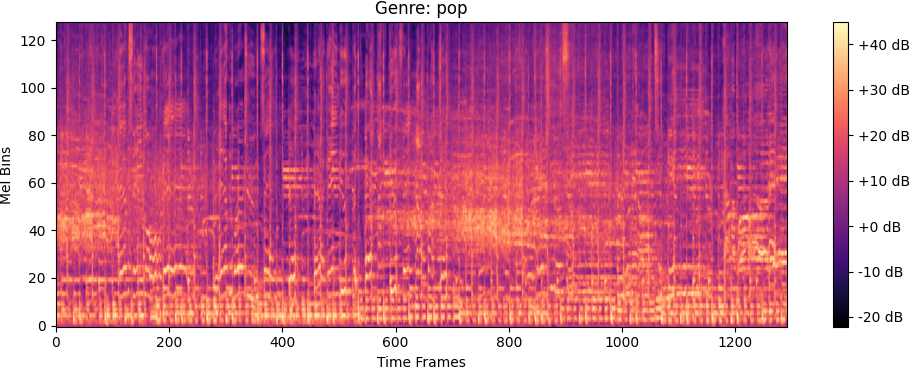 Genre: pop
120
100
80
60
40
20
0
Mel Bins
0 200 400 600 800 1000 1200
Time Frames
+40 dB
+30 dB
+20 dB
+10 dB
+0 dB
-10 dB
-20 dB